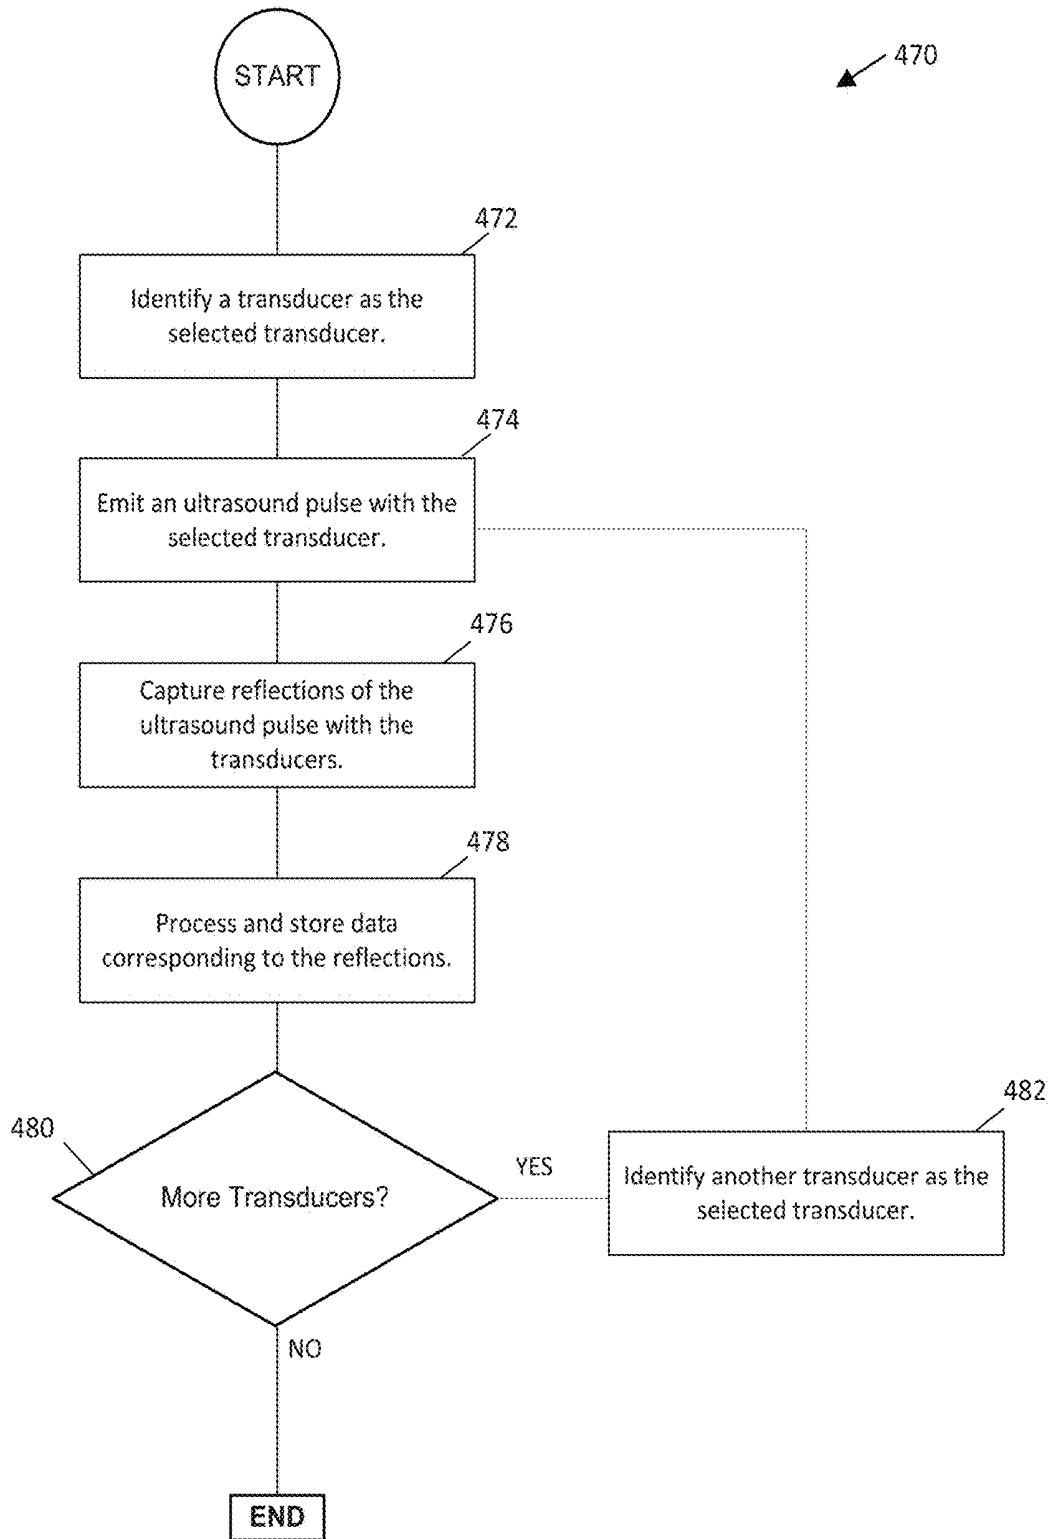 START
470
472
Identify a transducer as the
selected transducer.
474
Emit an ultrasound pulse with the
selected transducer.
476
Capture reflections of the
ultrasound pulse with the
transducers.
478
Process and store data
corresponding to the reflections.
480
More Transducers?
YES
482
Identify another transducer as the
selected transducer.
NO
END